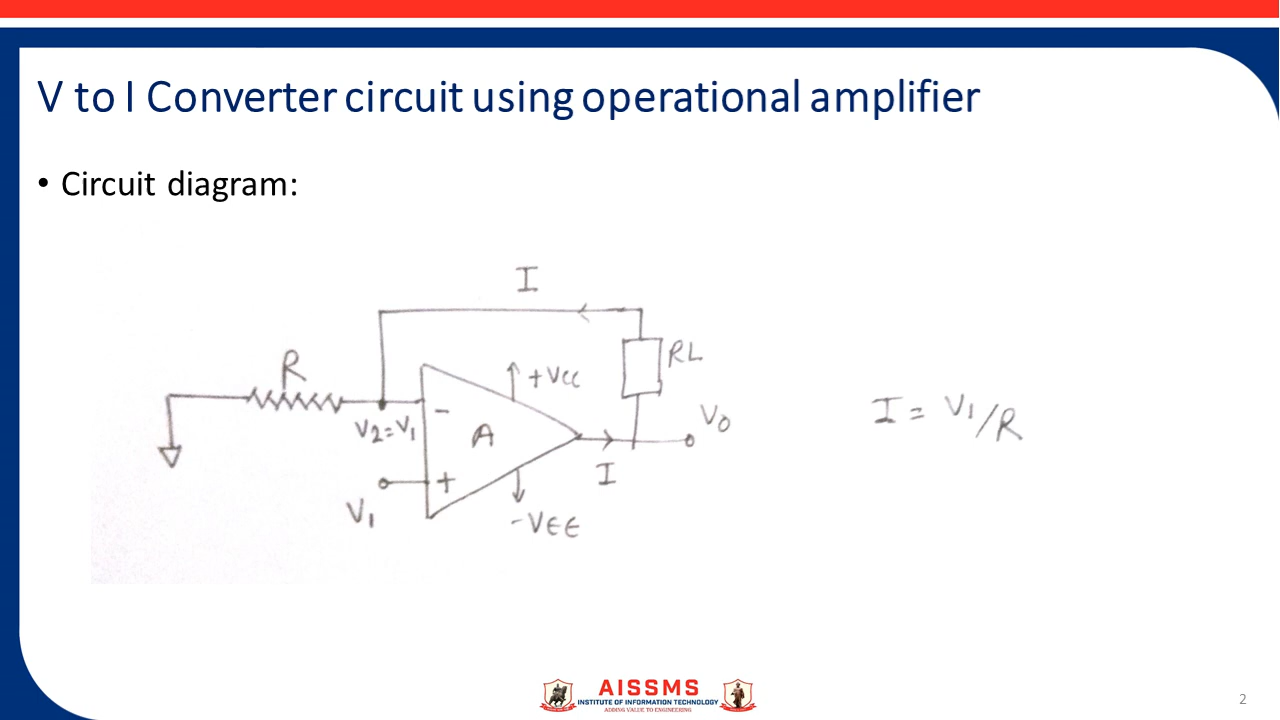 V to I Converter circuit using operational amplifier
• Circuit diagram:
I
R
RL
+VCC
V2=V1
-
A
V0
I = V1/R
+
I
V1
-VEE
AISSMS
INSTITUTE OF INFORMATION TECHNOLOGY
ADDING VALUE TO ENGINEERING
2